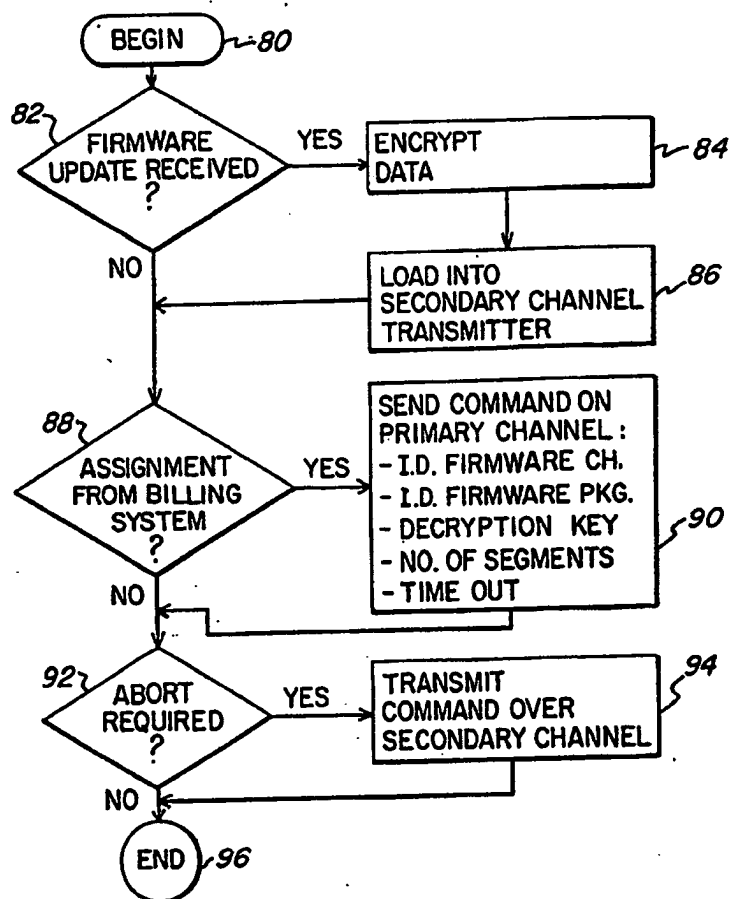 BEGIN
80
82
FIRMWARE
UPDATE RECEIVED
?
YES
NO
ENCRYPT
DATA
84
LOAD INTO
SECONDARY CHANNEL
TRANSMITTER
86
88
ASSIGNMENT
FROM BILLING
SYSTEM
?
YES
NO
SEND COMMAND ON
PRIMARY CHANNEL :
- I.D. FIRMWARE CH.
- I.D. FIRMWARE PKG.
- DECRYPTION KEY
- NO. OF SEGMENTS
- TIME OUT
90
92
ABORT
REQUIRED
?
YES
NO
TRANSMIT
COMMAND OVER
SECONDARY CHANNEL
94
END
96